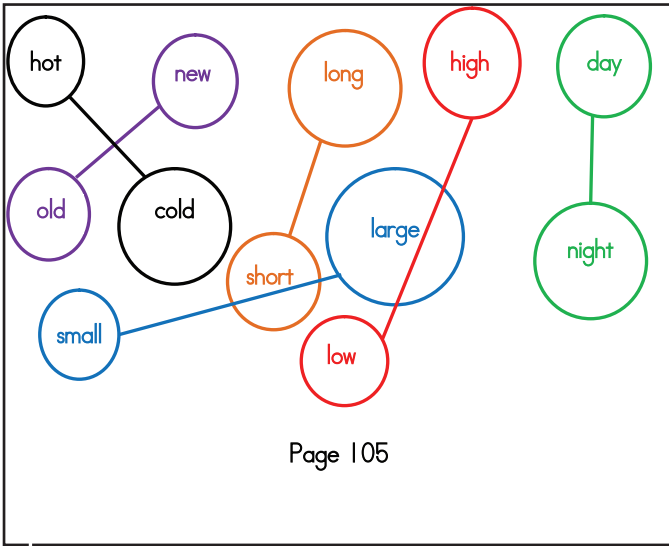 hot
new
long
high
day
old
cold
large
night
short
small
low
Page 105